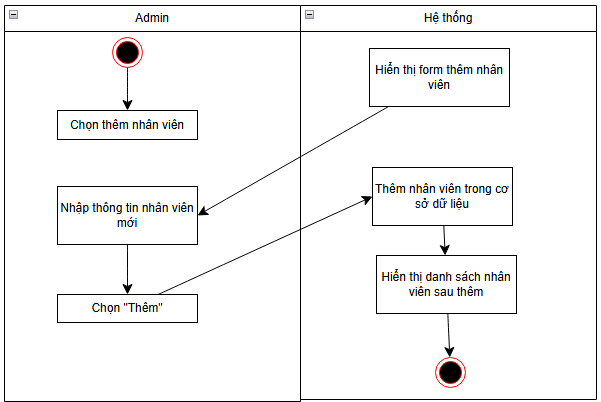 Admin
Hệ thống
Chọn thêm nhân viên
Hiển thị form thêm nhân
viên
Nhập thông tin nhân viên
mới
Chọn "Thêm"
Thêm nhân viên trong cơ
sở dữ liệu
Hiển thị danh sách nhân
viên sau thêm